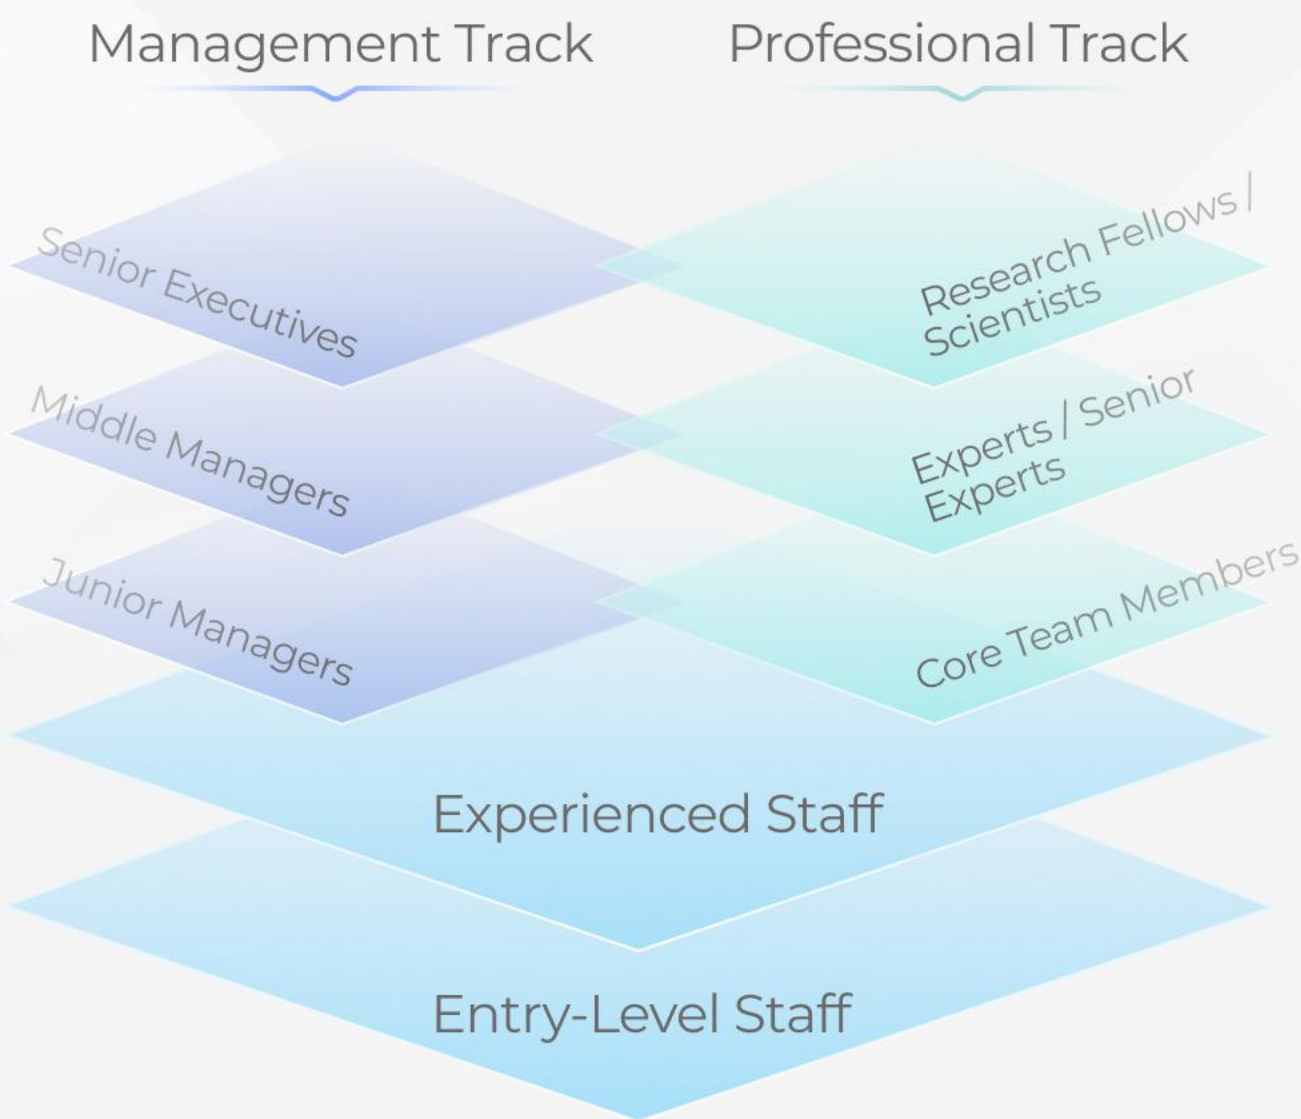 Management Track
Professional Track
Senior Executives
Research Fellows /
Scientists
Middle Managers
Experts / Senior
Experts
Junior Managers
Core Team Members
Experienced Staff
Entry-Level Staff